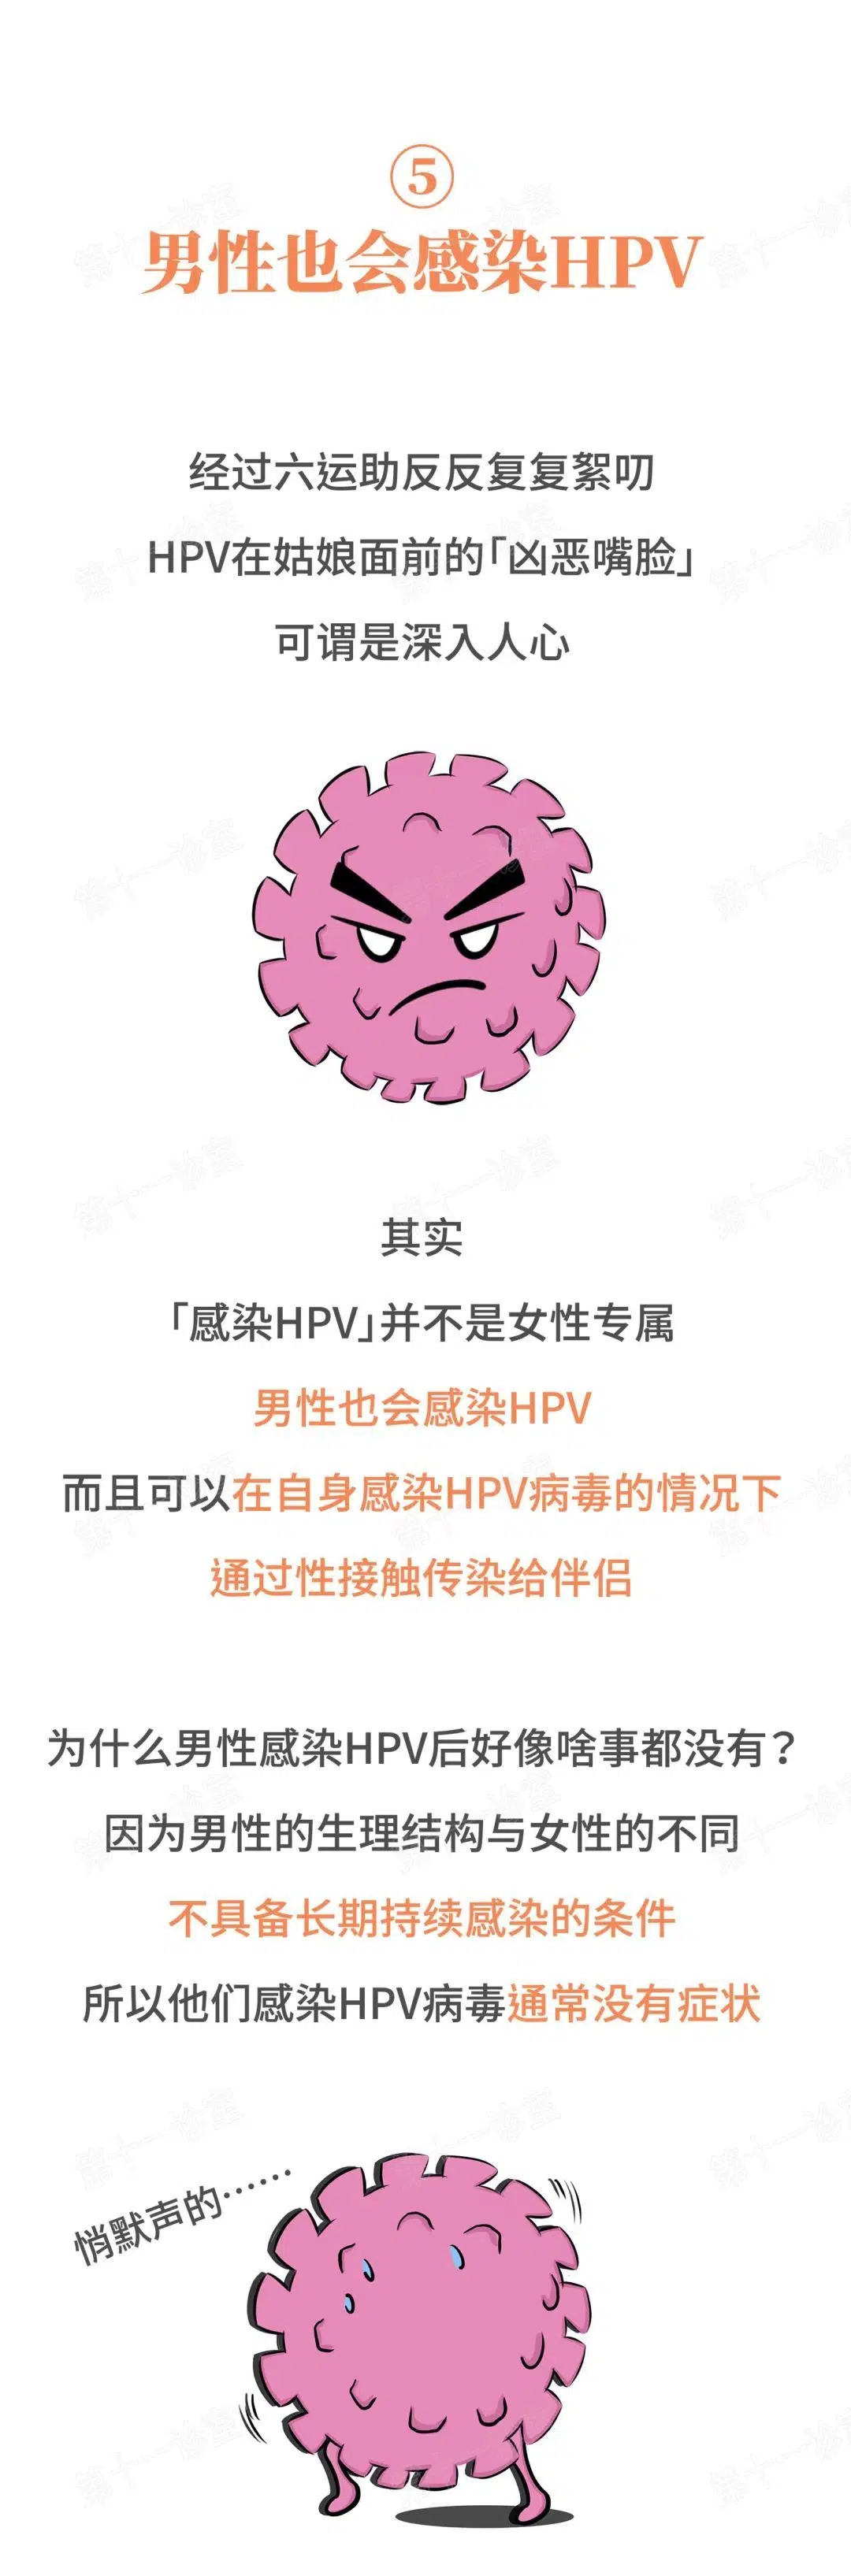 ⑤
男性也会感染HPV
经过六运助反反复复絮叨
HPV在姑娘面前的「凶恶嘴脸」
可谓是深入人心
其实
「感染HPV」并不是女性专属
男性也会感染HPV
而且可以在自身感染HPV病毒的情况下
通过性接触传染给伴侣
为什么男性感染HPV后好像啥事都没有？
因为男性的生理结构与女性的不同
不具备长期持续感染的条件
所以他们感染HPV病毒通常没有症状
悄默声的……
第十一诊室